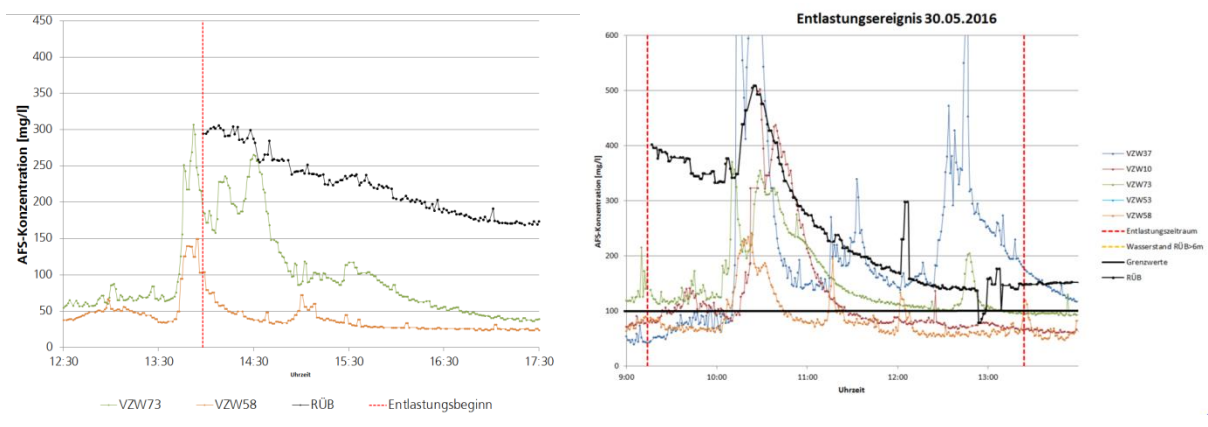 450
400
350
300
250
200
150
100
50
0
AFS-Konzentration [mg/l]
12:30
13:30
14:30
15:30
16:30
17:30
Uhrzeit
VZW73
VZW58
RÜB
Entlastungsbeginn
Entlastungsereignis 30.05.2016
600
500
400
300
200
100
0
AFS-Konzentration [mg/l]
9:00
10:00
11:00
12:00
13:00
Uhrzeit
VZW37
VZW10
VZW73
VZW53
VZW58
Entlastungszeitraum
Wasserstand RÜB>6m
Grenzwerte
RÜB